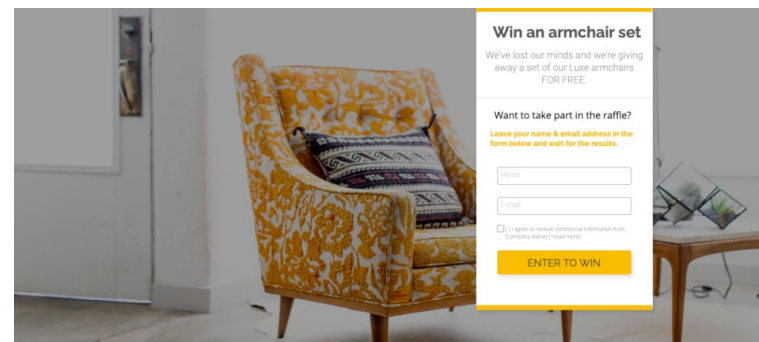 Win an armchair set
We've lost our minds and we're giving
away a set of our Luxe armchairs
FOR FREE.
Want to take part in the raffle?
Leave your name & email address in the
form below and wait for the results.
Name
E-mail
[ ] I agree to receive commercial information from
[Company Name] [*read more]
ENTER TO WIN